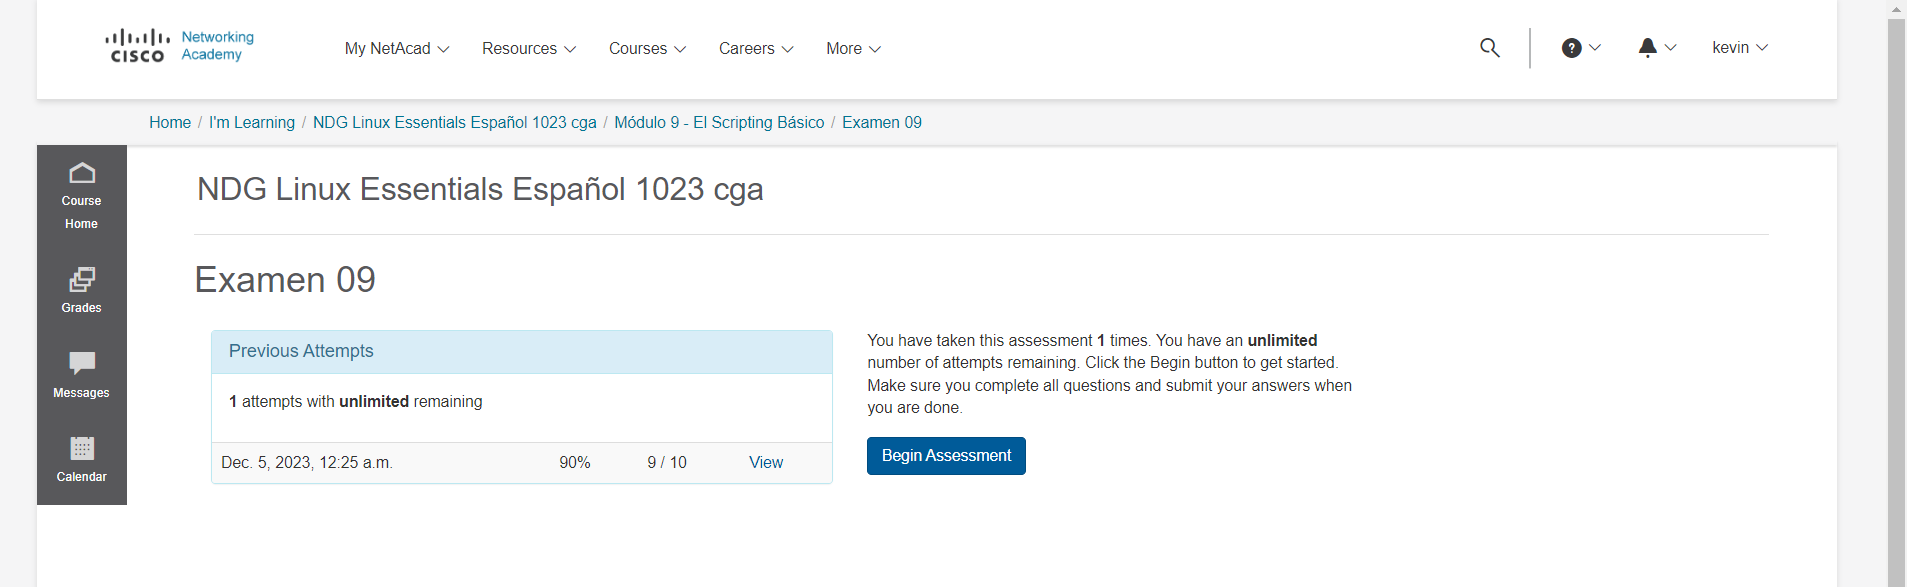 CISCO Networking Academy
My NetAcad
Resources
Courses
Careers
More
?
kevin
Home / I'm Learning / NDG Linux Essentials Español 1023 cga / Módulo 9 - El Scripting Básico / Examen 09
Course
Home
Grades
Messages
Calendar
NDG Linux Essentials Español 1023 cga
Examen 09
Previous Attempts
1 attempts with unlimited remaining
Dec. 5, 2023, 12:25 a.m. 90% 9 / 10 View
You have taken this assessment 1 times. You have an unlimited
number of attempts remaining. Click the Begin button to get started.
Make sure you complete all questions and submit your answers when
you are done.
Begin Assessment